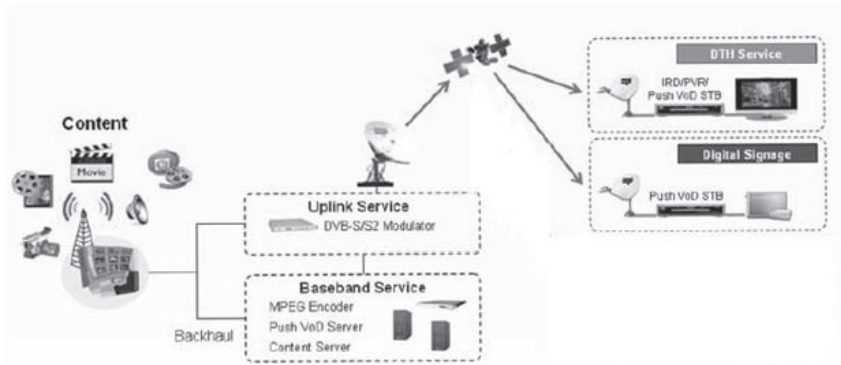 Content
Movie
Backhaul
Uplink Service
DVB-S/S2 Modulator
Baseband Service
MPEG Encoder
Push VoD Server
Content Server
DTH Service
IRD/PVR/
Push VoD STB
Digital Signage
Push VoD STB